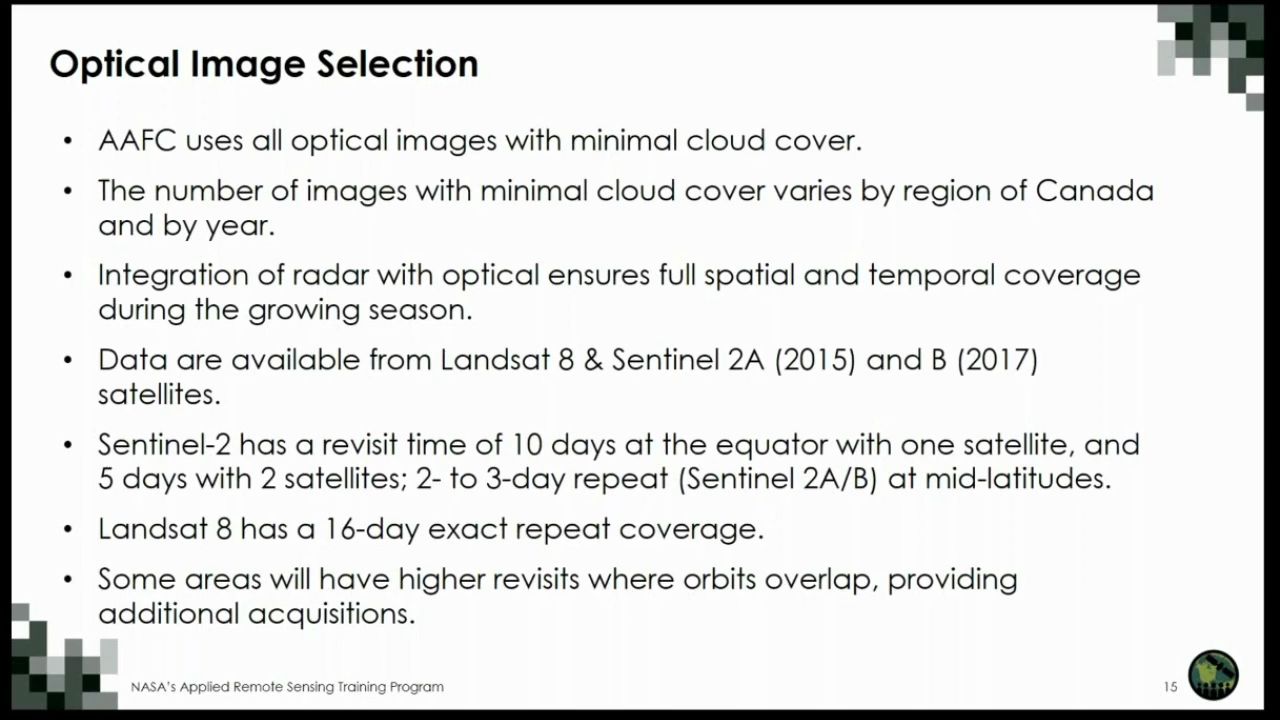 Optical Image Selection
• AAFC uses all optical images with minimal cloud cover.
• The number of images with minimal cloud cover varies by region of Canada
and by year.
• Integration of radar with optical ensures full spatial and temporal coverage
during the growing season.
• Data are available from Landsat 8 & Sentinel 2A (2015) and B (2017)
satellites.
• Sentinel-2 has a revisit time of 10 days at the equator with one satellite, and
5 days with 2 satellites; 2- to 3-day repeat (Sentinel 2A/B) at mid-latitudes.
• Landsat 8 has a 16-day exact repeat coverage.
• Some areas will have higher revisits where orbits overlap, providing
additional acquisitions.
NASA's Applied Remote Sensing Training Program
15